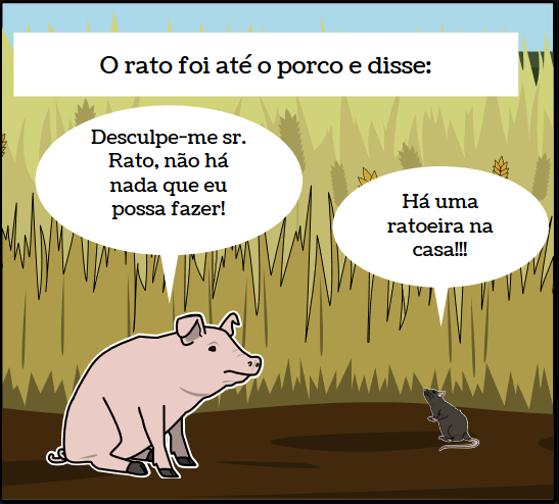 O rato foi até o porco e disse:
Desculpe-me sr.
Rato, não há
nada que eu
possa fazer!
Há uma
ratoeira na
casa!!!